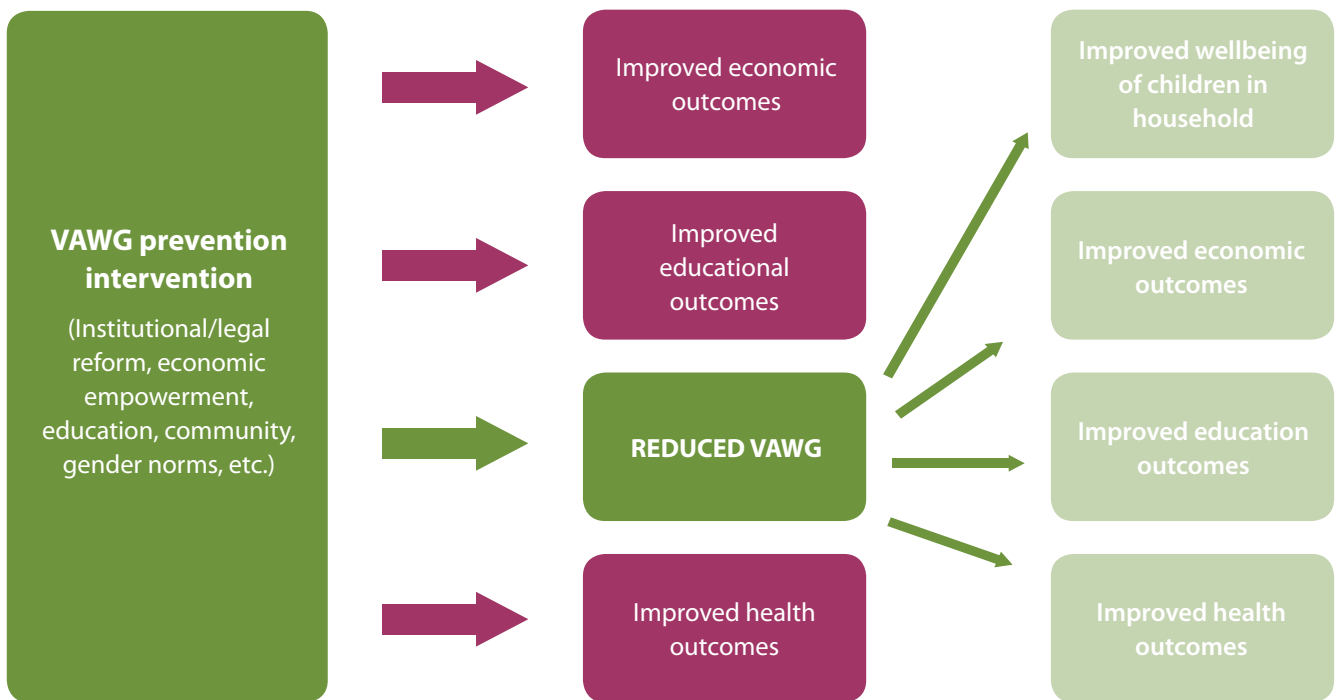 VAWG prevention
intervention
(Institutional/legal
reform, economic
empowerment,
education, community,
gender norms, etc.)
Improved economic
outcomes
Improved
educational
outcomes
REDUCED VAWG
Improved health
outcomes
Improved wellbeing
of children in
household
Improved economic
outcomes
Improved education
outcomes
Improved health
outcomes